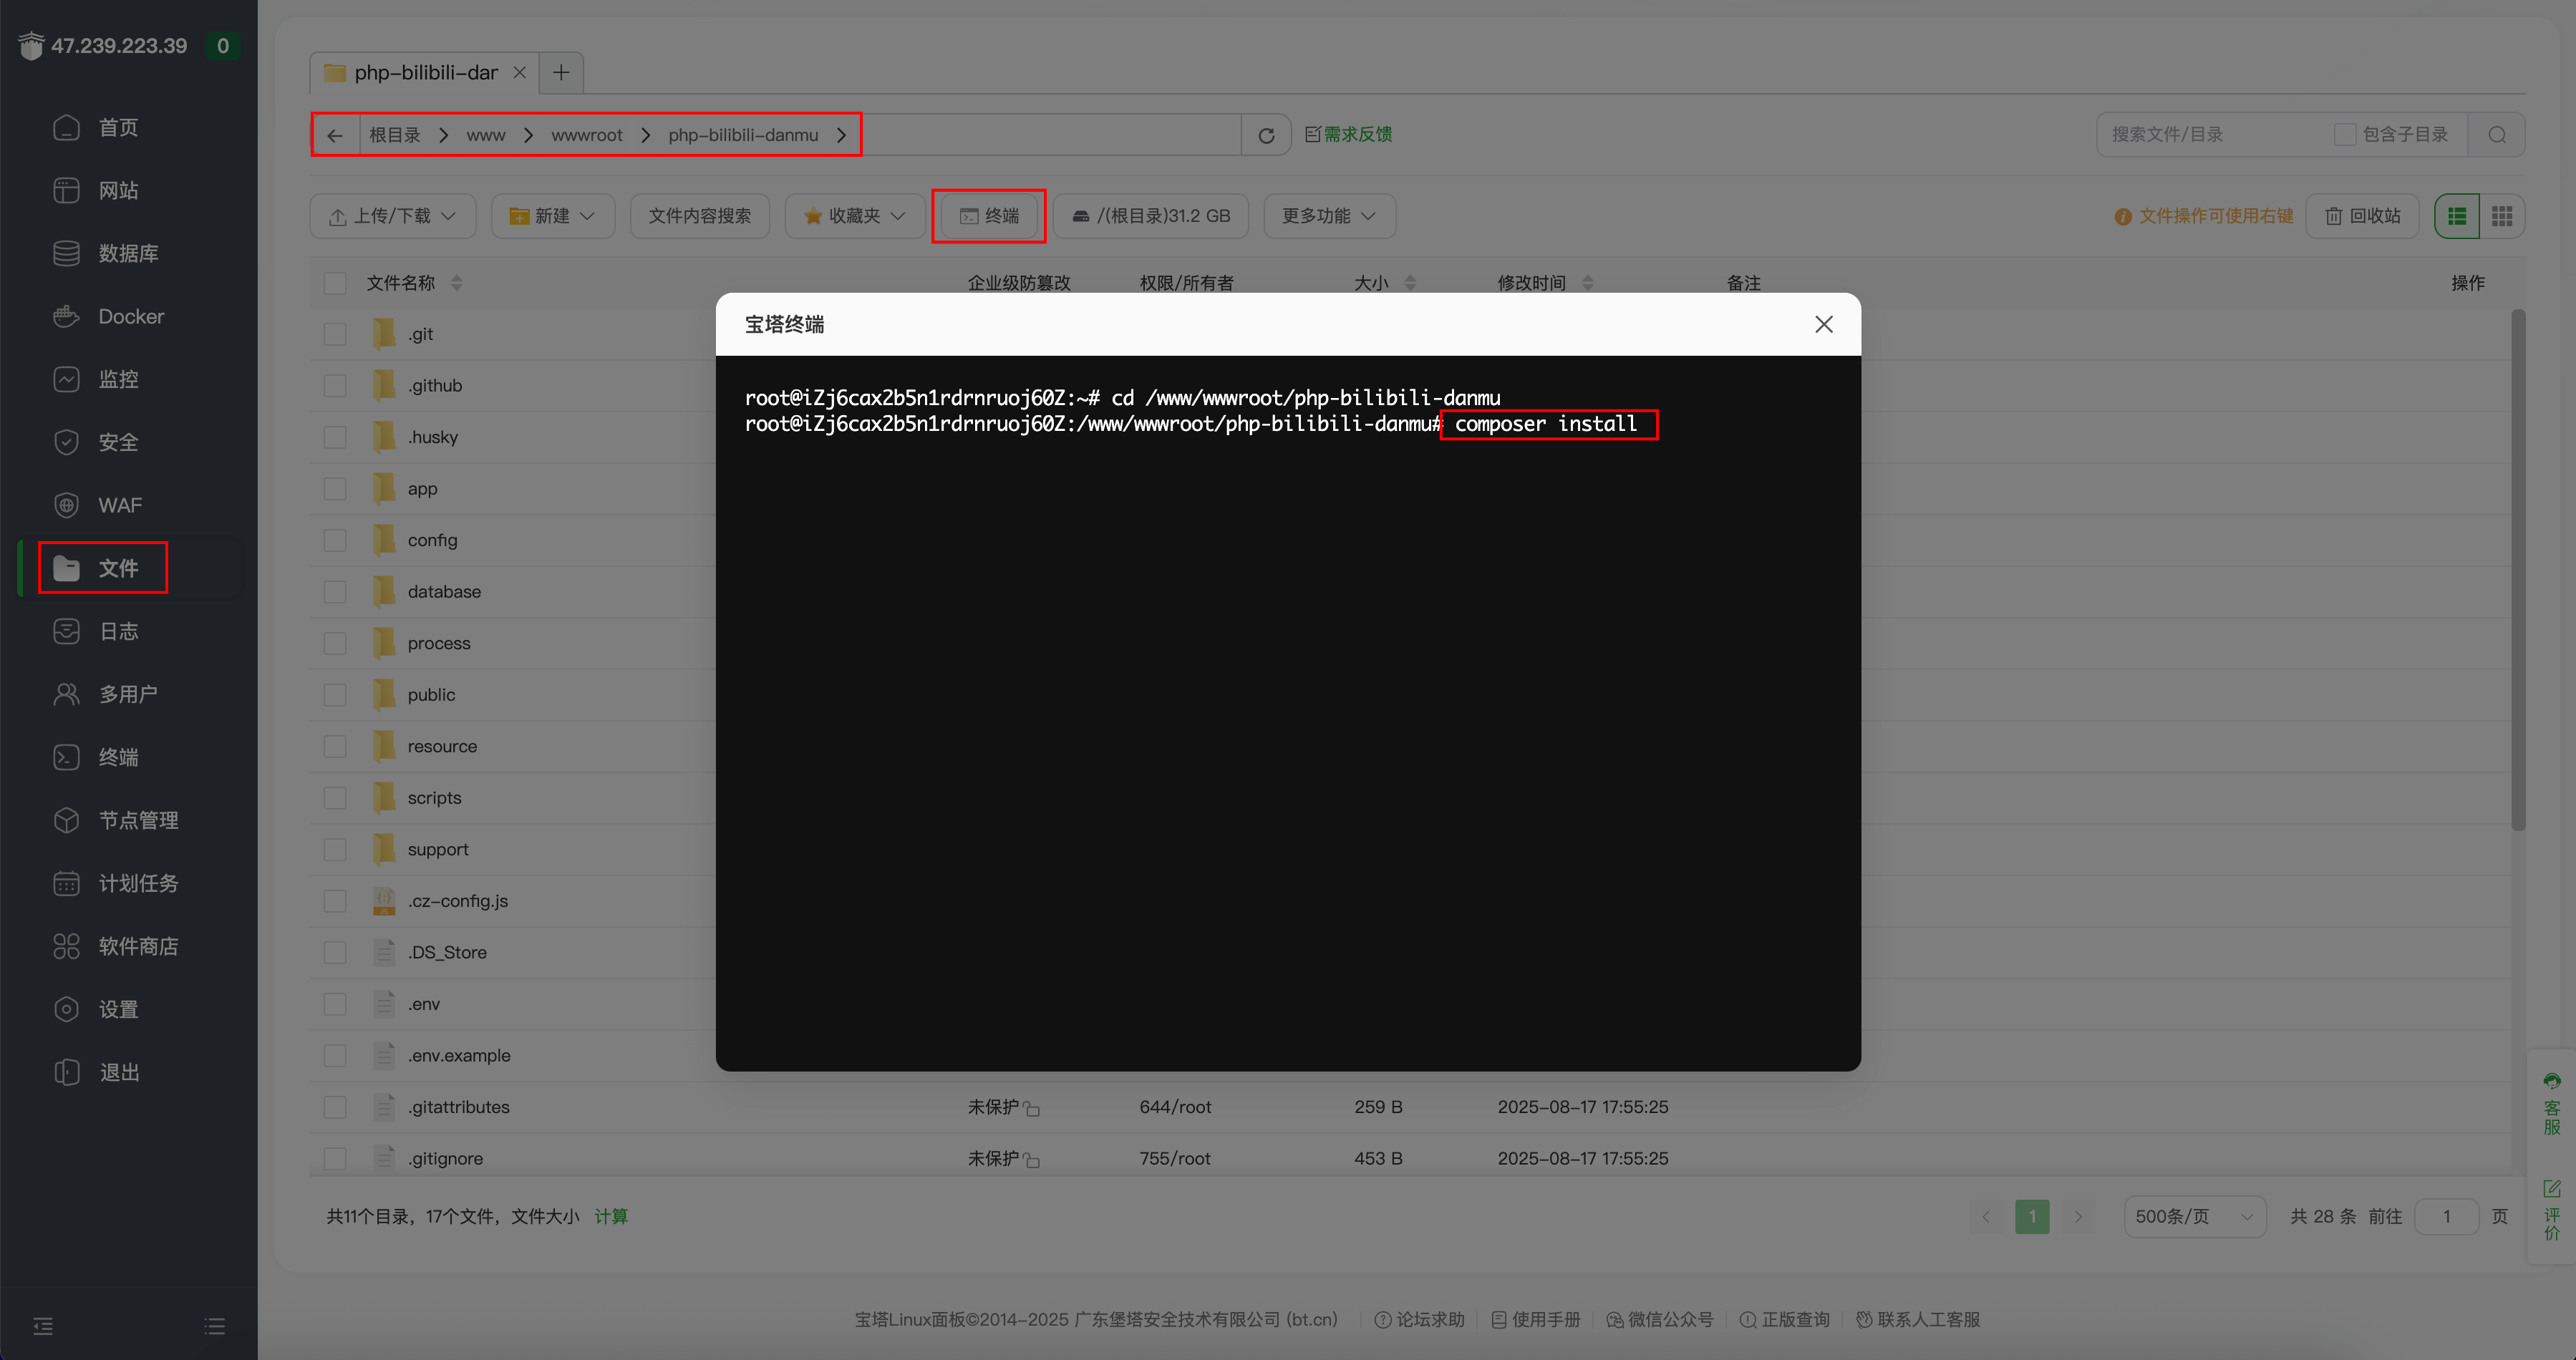 47.239.223.39 0
首页
网站
数据库
Docker
监控
安全
WAF
文件
日志
多用户
终端
节点管理
计划任务
软件商店
设置
退出
php-bilibili-dar
根目录 www wwwroot php-bilibili-danmu
需求反馈
搜索文件/目录 包含子目录
上传/下载 新建 文件内容搜索 收藏夹 终端 /(根目录)31.2 GB 更多功能
文件操作可使用右键 回收站
文件名称 企业级防篡改 权限/所有者 大小 修改时间 备注 操作
.git
.github
.husky
app
config
database
process
public
resource
scripts
support
.cz-config.js
.DS_Store
.env
.env.example
.gitattributes 未保护 644/root 259 B 2025-08-17 17:55:25
.gitignore 未保护 755/root 453 B 2025-08-17 17:55:25
宝塔终端
root@iZj6cax2b5n1rdrnruoj60Z:~# cd /www/wwwroot/php-bilibili-danmu
root@iZj6cax2b5n1rdrnruoj60Z:/www/wwwroot/php-bilibili-danmu# composer install
共11个目录，17个文件，文件大小 计算
1 500条/页 共 28 条 前往 1 页
客服
评价
宝塔Linux面板©2014-2025 广东堡塔安全技术有限公司 (bt.cn) 论坛求助 使用手册 微信公众号 正版查询 联系人工客服